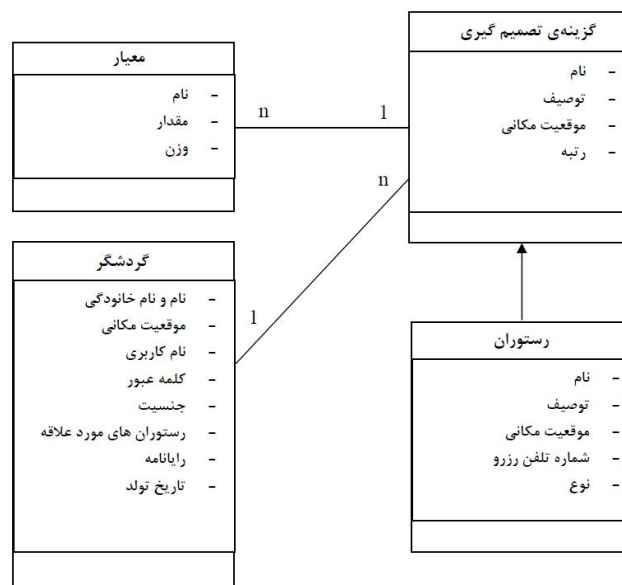 گزینه‌ی تصمیم گیری
نام -
توصیف -
موقعیت مکانی -
رتبه -
معیار
نام -
مقدار -
وزن -
n
1
n
1
گردشگر
نام و نام خانودگی -
موقعیت مکانی -
نام کاربری -
کلمه عبور -
جنسیت -
رستوران های مورد علاقه -
رایانامه -
تاریخ تولد -
رستوران
نام -
توصیف -
موقعیت مکانی -
شماره تلفن رزرو -
نوع -